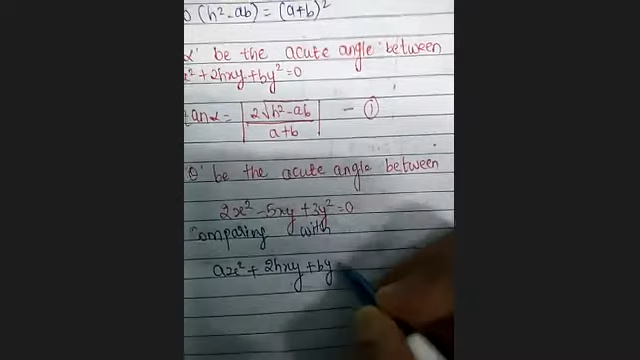 (h²-ab) = (a+b)²
α' be the acute angle between
x²+2hxy+by²=0
tanα = | 2√h²-ab / a+b | - ①
'θ' be the acute angle between
2x²-5xy+3y²=0
Comparing with
ax²+2hxy+by